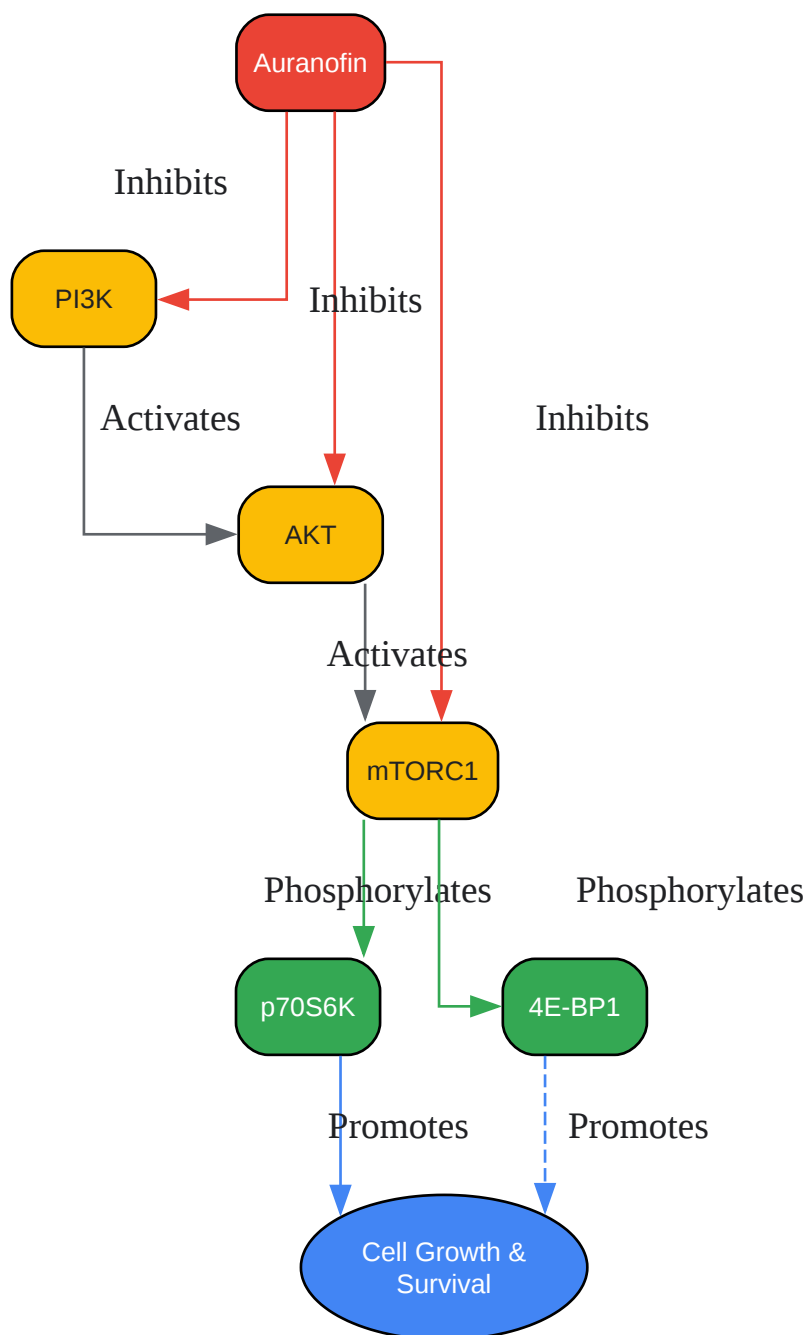 Auranofin
Inhibits
PI3K
Inhibits
Activates
Inhibits
AKT
Activates
mTORC1
Phosphorylates
Phosphorylates
p70S6K
4E-BP1
Promotes
Promotes
Cell Growth &
Survival